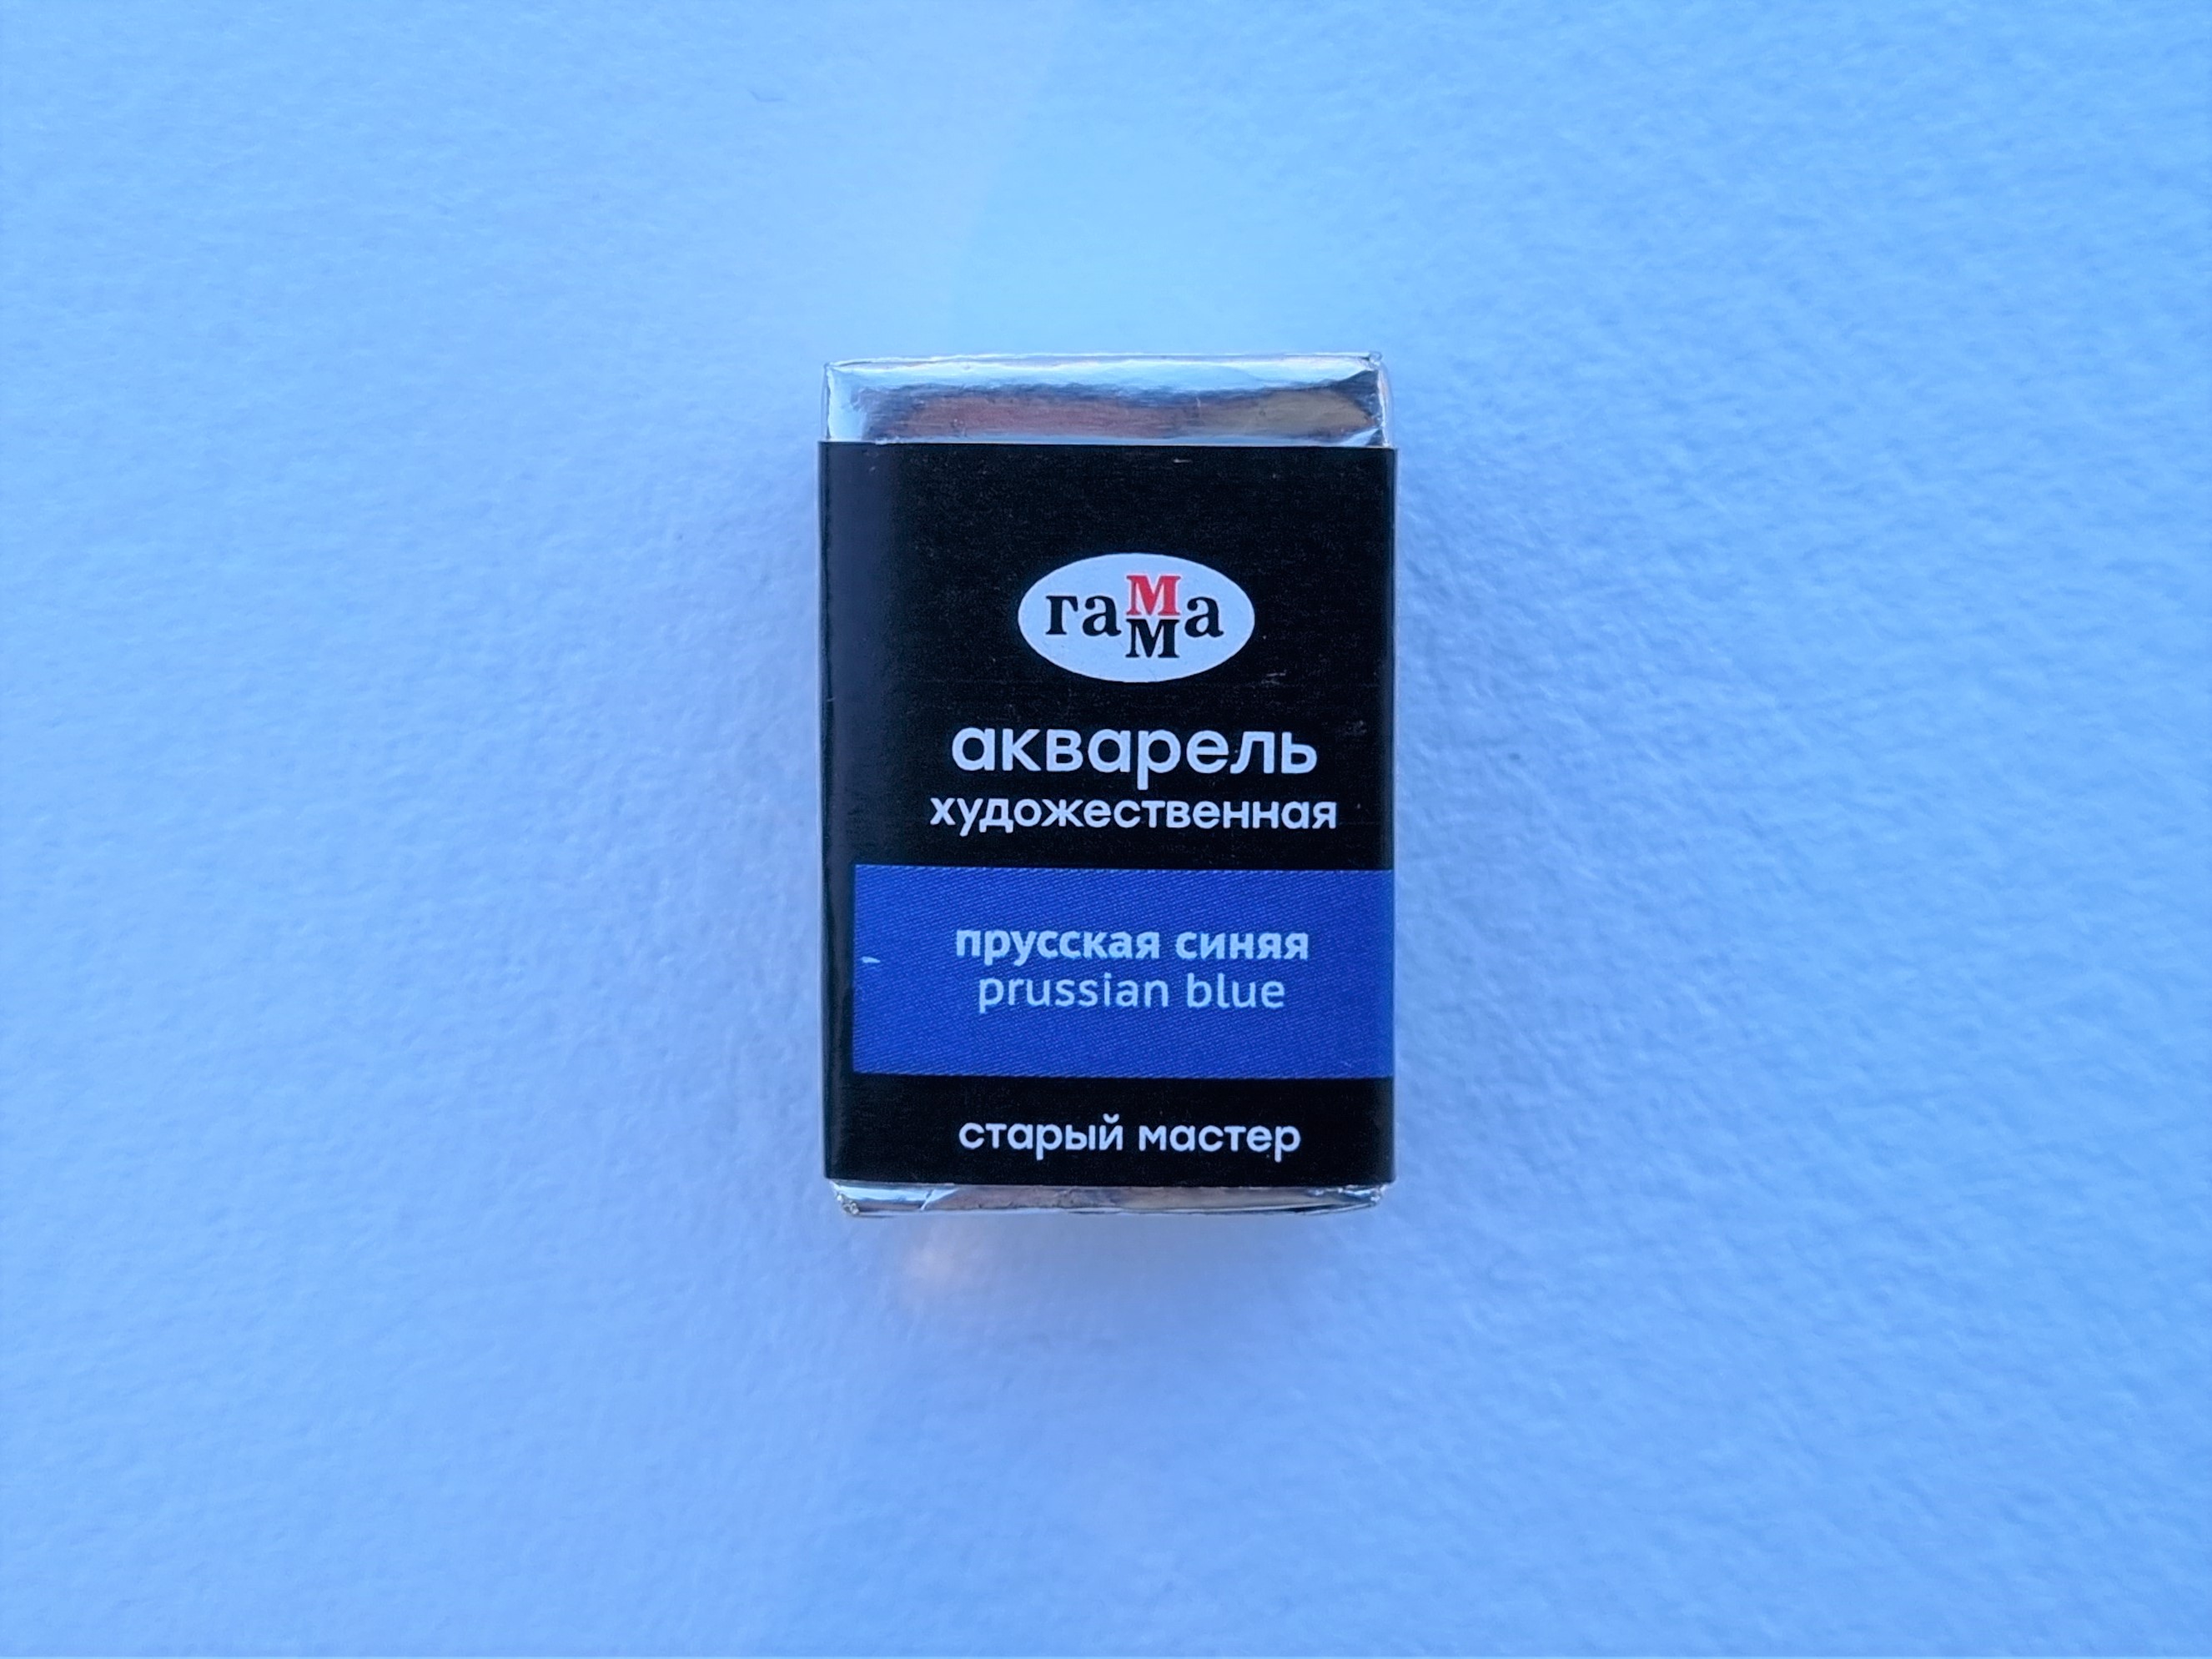 гамма
акварель
художественная
прусская синяя
prussian blue
старый мастер